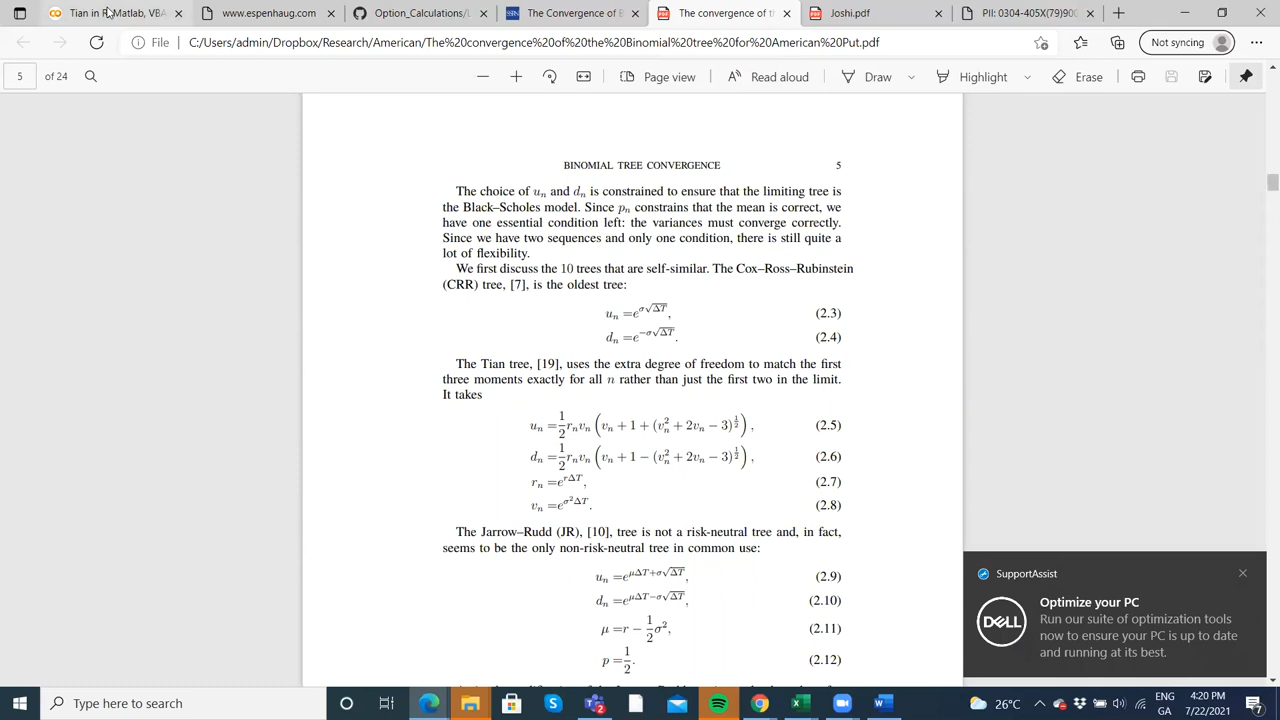 Tian in Matlab, VBA
www.espenhaug.com
Option_Calculations/L
The Convergence of B
The convergence of th
Joshi.pdf
PII: 0304-405X(79)900
File
C:/Users/admin/Dropbox/Research/American/The%20convergence%20of%20the%20Binomial%20tree%20for%20American%20Put.pdf
Not syncing
5 of 24
Page view
Read aloud
Draw
Highlight
Erase
BINOMIAL TREE CONVERGENCE 5
The choice of uₙ and dₙ is constrained to ensure that the limiting tree is
the Black–Scholes model. Since pₙ constrains that the mean is correct, we
have one essential condition left: the variances must converge correctly.
Since we have two sequences and only one condition, there is still quite a
lot of flexibility.
We first discuss the 10 trees that are self-similar. The Cox–Ross–Rubinstein
(CRR) tree, [7], is the oldest tree:
uₙ =e^{σ√ΔT}, (2.3)
dₙ =e^{−σ√ΔT}. (2.4)
The Tian tree, [19], uses the extra degree of freedom to match the first
three moments exactly for all n rather than just the first two in the limit.
It takes
uₙ =1/2 rₙvₙ (vₙ + 1 + (vₙ² + 2vₙ − 3)^{1/2}), (2.5)
dₙ =1/2 rₙvₙ (vₙ + 1 − (vₙ² + 2vₙ − 3)^{1/2}), (2.6)
rₙ =e^{rΔT}, (2.7)
vₙ =e^{σ²ΔT}. (2.8)
The Jarrow–Rudd (JR), [10], tree is not a risk-neutral tree and, in fact,
seems to be the only non-risk-neutral tree in common use:
uₙ =e^{μΔT+σ√ΔT}, (2.9)
dₙ =e^{μΔT−σ√ΔT}, (2.10)
μ =r − 1/2 σ², (2.11)
p =1/2. (2.12)
SupportAssist
DELL
Optimize your PC
Run our suite of optimization tools
now to ensure your PC is up to date
and running at its best.
Type here to search
26°C
ENG
GA
4:20 PM
7/22/2021